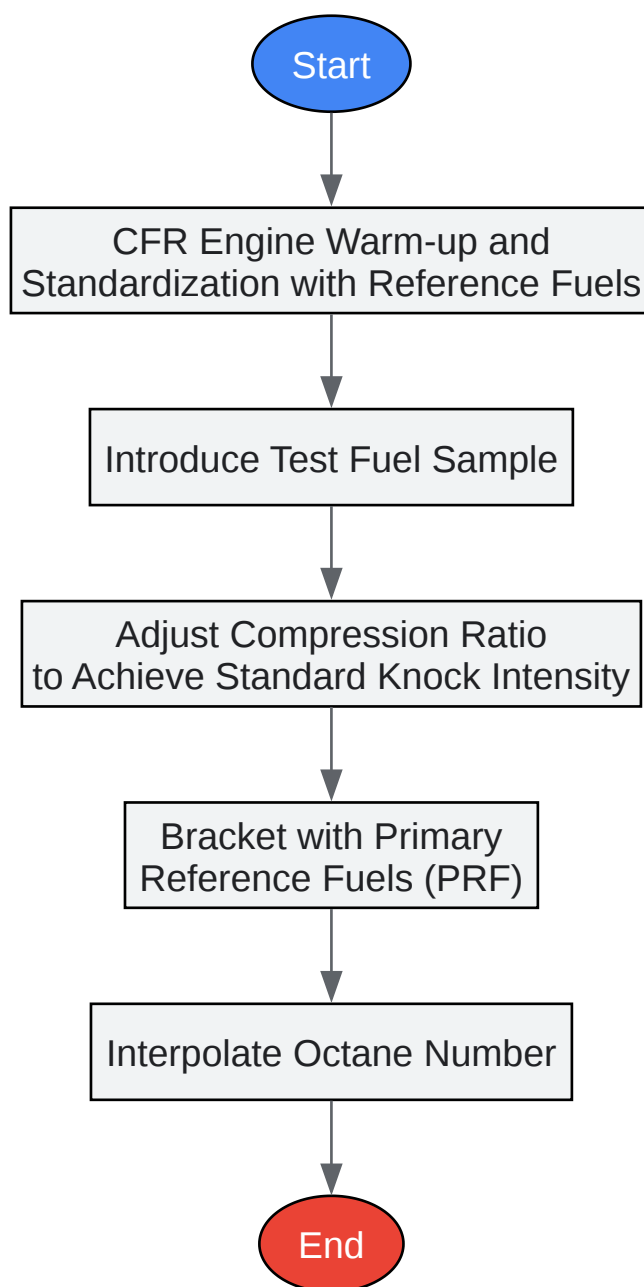 Start
CFR Engine Warm-up and
Standardization with Reference Fuels
Introduce Test Fuel Sample
Adjust Compression Ratio
to Achieve Standard Knock Intensity
Bracket with Primary
Reference Fuels (PRF)
Interpolate Octane Number
End